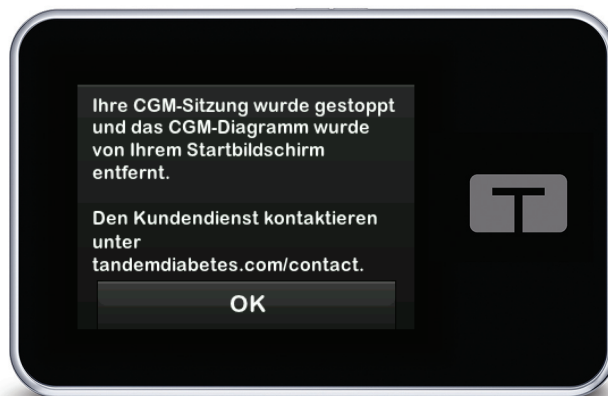 Ihre CGM-Sitzung wurde gestoppt
und das CGM-Diagramm wurde
von Ihrem Startbildschirm
entfernt.
Den Kundendienst kontaktieren
unter
tandemdiabetes.com/contact.
OK
T